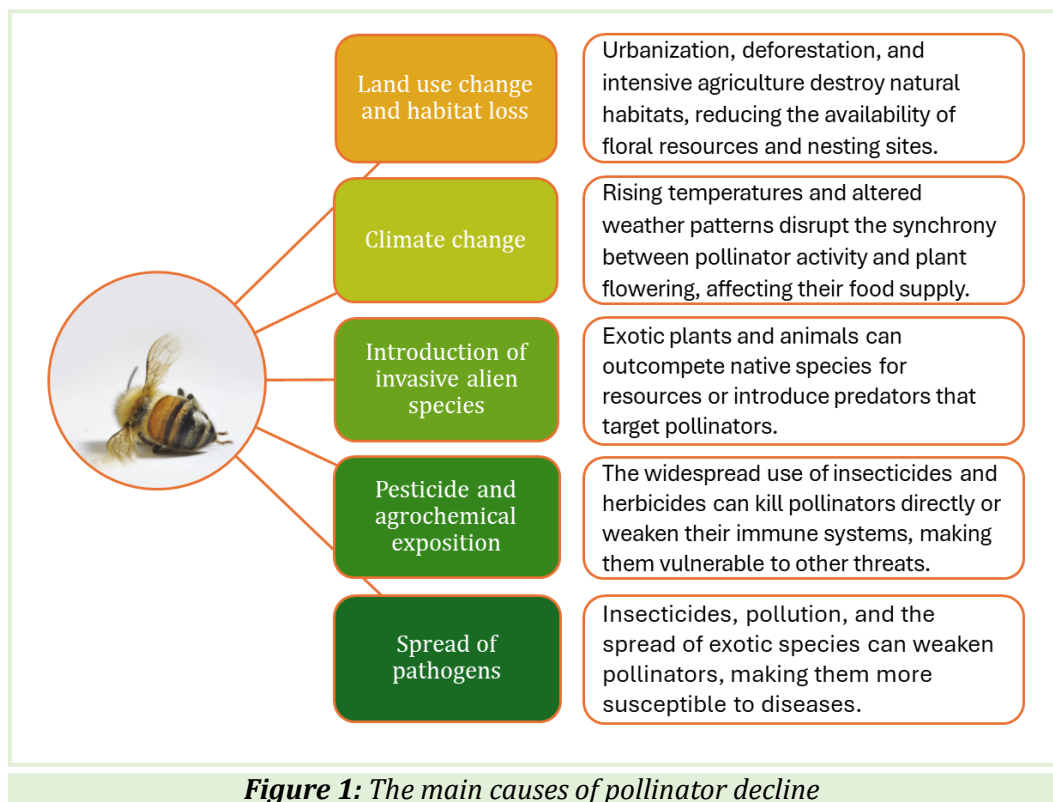 Land use change
and habitat loss
Urbanization, deforestation, and
intensive agriculture destroy natural
habitats, reducing the availability of
floral resources and nesting sites.
Climate change
Rising temperatures and altered
weather patterns disrupt the synchrony
between pollinator activity and plant
flowering, affecting their food supply.
Introduction of
invasive alien
species
Exotic plants and animals can
outcompete native species for
resources or introduce predators that
target pollinators.
Pesticide and
agrochemical
exposition
The widespread use of insecticides and
herbicides can kill pollinators directly or
weaken their immune systems, making
them vulnerable to other threats.
Spread of
pathogens
Insecticides, pollution, and the
spread of exotic species can weaken
pollinators, making them more
susceptible to diseases.
Figure 1: The main causes of pollinator decline